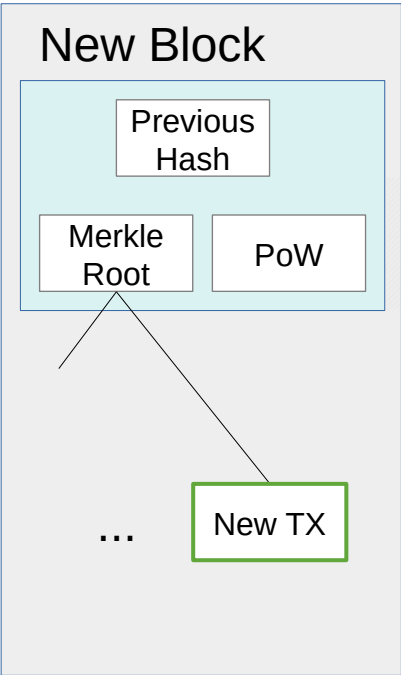 New Block
Previous
Hash
Merkle
Root
PoW
...
New TX